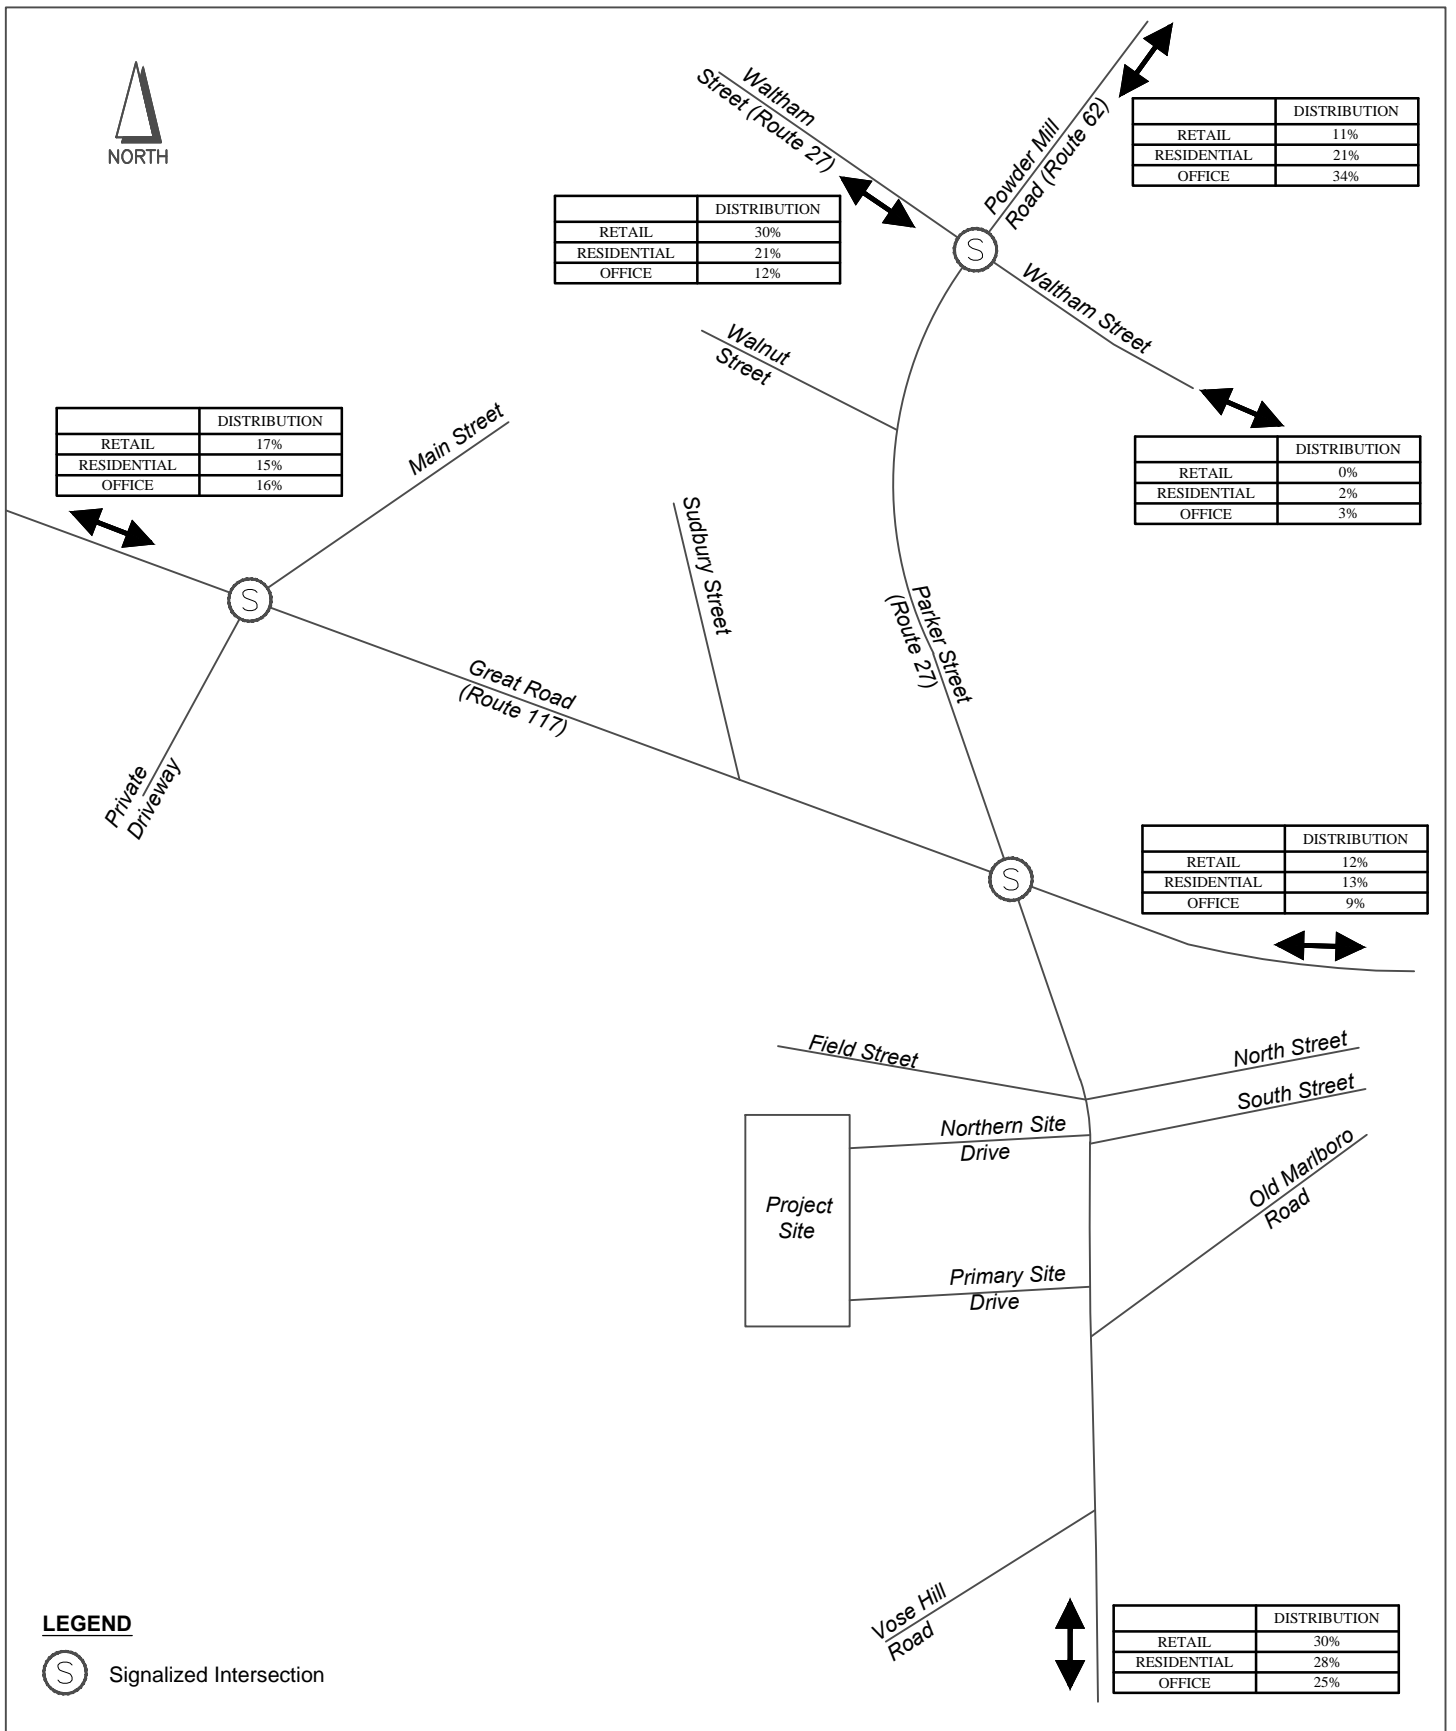 NORTH
Waltham
Street (Route 27)
Powder Mill
Road (Route 62)
DISTRIBUTION
RETAIL 11%
RESIDENTIAL 21%
OFFICE 34%
DISTRIBUTION
RETAIL 30%
RESIDENTIAL 21%
OFFICE 12%
S
Waltham Street
Walnut
Street
DISTRIBUTION
RETAIL 17%
RESIDENTIAL 15%
OFFICE 16%
Main Street
DISTRIBUTION
RETAIL 0%
RESIDENTIAL 2%
OFFICE 3%
Sudbury Street
S
Parker Street
(Route 27)
Great Road
(Route 117)
Private
Driveway
S
DISTRIBUTION
RETAIL 12%
RESIDENTIAL 13%
OFFICE 9%
Field Street
North Street
South Street
Northern Site
Drive
Old Marlboro
Road
Project
Site
Primary Site
Drive
Vose Hill
Road
DISTRIBUTION
RETAIL 30%
RESIDENTIAL 28%
OFFICE 25%
LEGEND
S Signalized Intersection